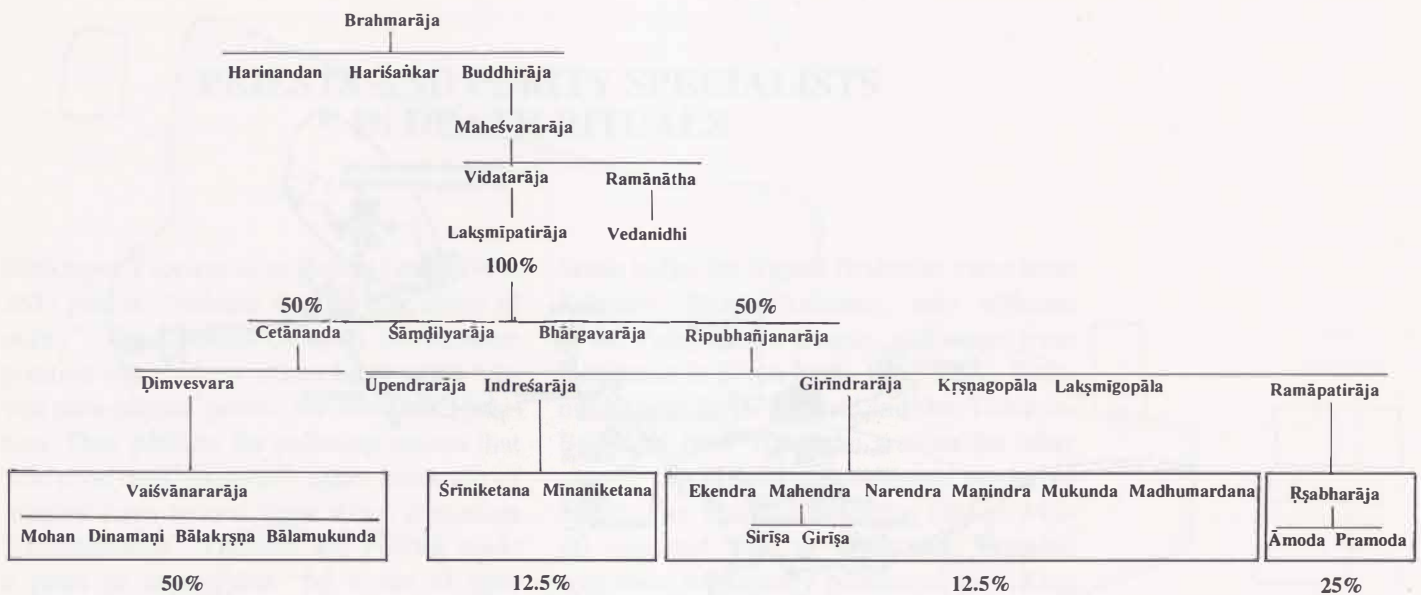 Brahmarāja
Harinandan Hariśaṅkar Buddhirāja
Maheśvararāja
Vidatarāja Ramānātha
Lakṣmīpatirāja Vedanidhi
100%
50% 50%
Cetānanda Śāṃḍilyarāja Bhārgavarāja Ripubhañjanarāja
Ḍimvesvara Upendrarāja Indreśarāja Girīndrarāja Kṛṣṇagopāla Lakṣmīgopāla Ramāpatirāja
Vaiśvānararāja Śrīniketana Mīnaniketana Ekendra Mahendra Narendra Maṇindra Mukunda Madhumardana Ṛṣabharāja
Mohan Dinamaṇi Bālakṛṣṇa Bālamukunda Sirīṣa Girīṣa Āmoda Pramoda
50% 12.5% 12.5% 25%